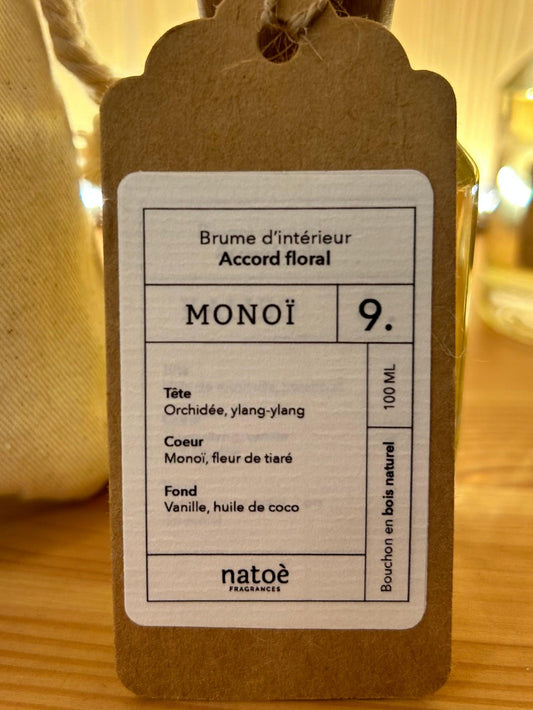 Brume d'intérieur
Accord floral
MONOÏ
9.
Tête
Orchidée, ylang-ylang
Coeur
Monoï, fleur de tiaré
Fond
Vanille, huile de coco
100 ML
Bouchon en bois naturel
natoè
FRAGRANCES